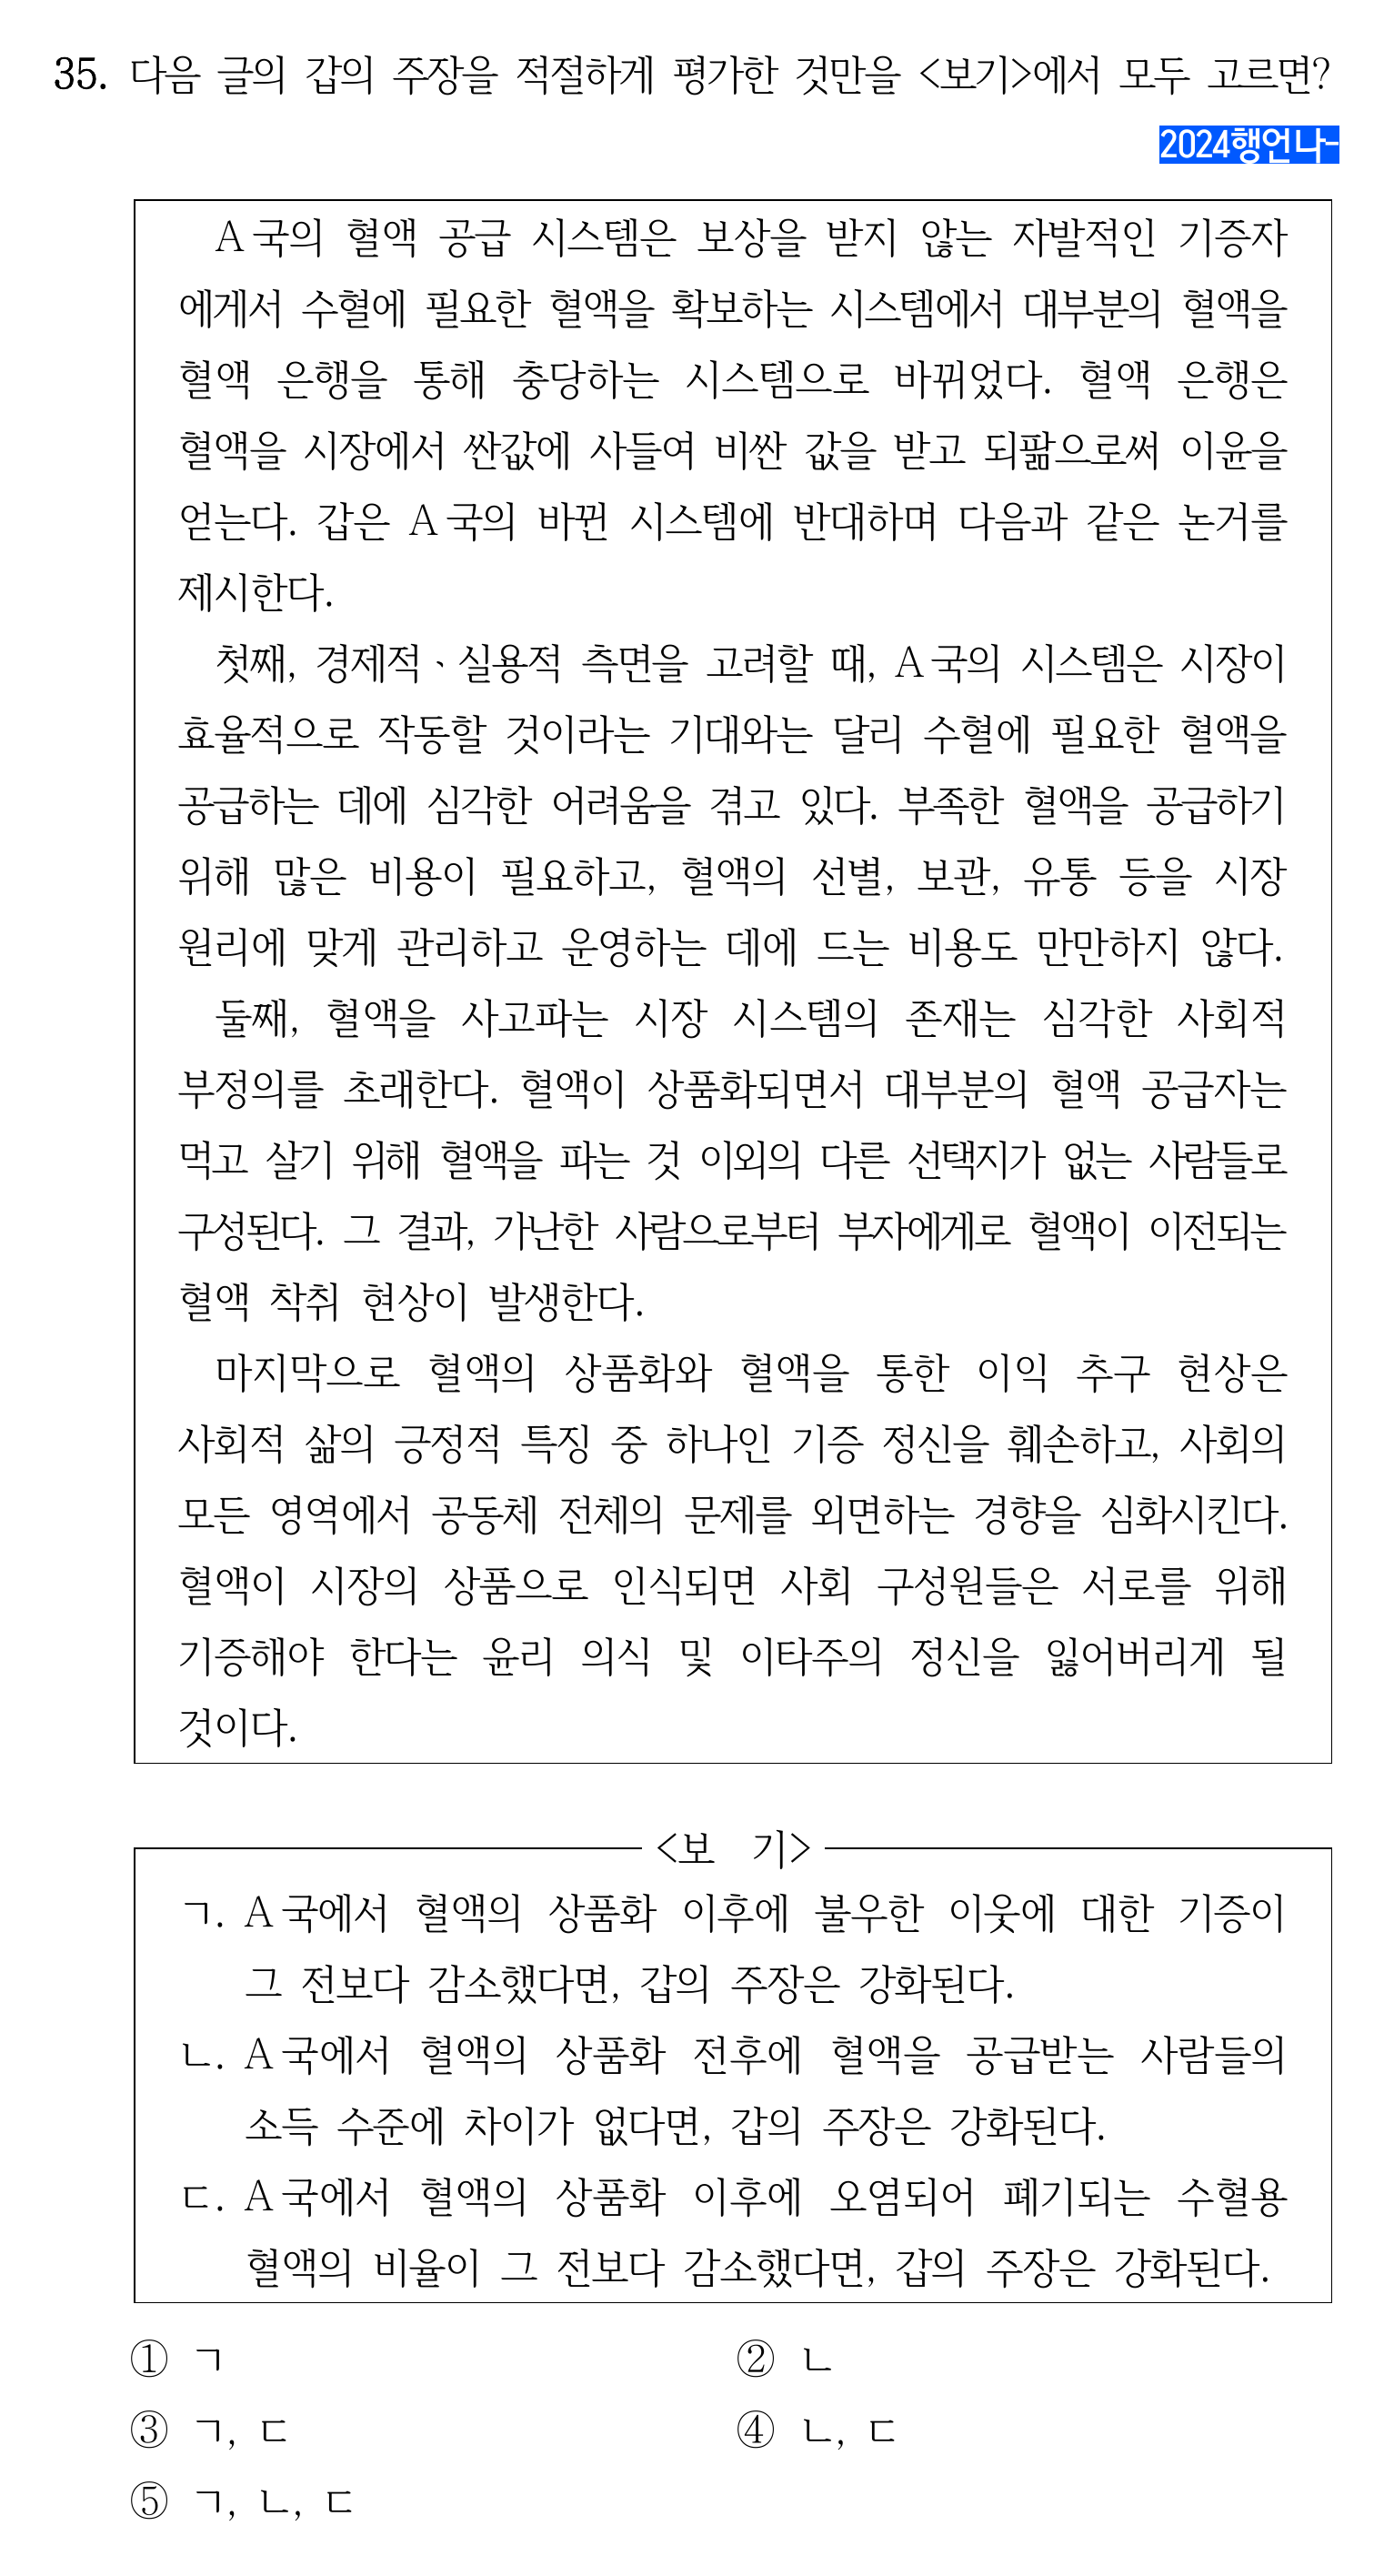 35. 다음 글의 갑의 주장을 적절하게 평가한 것만을 <보기>에서 모두 고르면?
2024행언나-
A국의 혈액 공급 시스템은 보상을 받지 않는 자발적인 기증자
에게서 수혈에 필요한 혈액을 확보하는 시스템에서 대부분의 혈액을
혈액 은행을 통해 충당하는 시스템으로 바뀌었다. 혈액 은행은
혈액을 시장에서 싼값에 사들여 비싼 값을 받고 되팖으로써 이윤을
얻는다. 갑은 A국의 바뀐 시스템에 반대하며 다음과 같은 논거를
제시한다.
첫째, 경제적ㆍ실용적 측면을 고려할 때, A국의 시스템은 시장이
효율적으로 작동할 것이라는 기대와는 달리 수혈에 필요한 혈액을
공급하는 데에 심각한 어려움을 겪고 있다. 부족한 혈액을 공급하기
위해 많은 비용이 필요하고, 혈액의 선별, 보관, 유통 등을 시장
원리에 맞게 관리하고 운영하는 데에 드는 비용도 만만하지 않다.
둘째, 혈액을 사고파는 시장 시스템의 존재는 심각한 사회적
부정의를 초래한다. 혈액이 상품화되면서 대부분의 혈액 공급자는
먹고 살기 위해 혈액을 파는 것 이외의 다른 선택지가 없는 사람들로
구성된다. 그 결과, 가난한 사람으로부터 부자에게로 혈액이 이전되는
혈액 착취 현상이 발생한다.
마지막으로 혈액의 상품화와 혈액을 통한 이익 추구 현상은
사회적 삶의 긍정적 특징 중 하나인 기증 정신을 훼손하고, 사회의
모든 영역에서 공동체 전체의 문제를 외면하는 경향을 심화시킨다.
혈액이 시장의 상품으로 인식되면 사회 구성원들은 서로를 위해
기증해야 한다는 윤리 의식 및 이타주의 정신을 잃어버리게 될
것이다.
<보 기>
ㄱ. A국에서 혈액의 상품화 이후에 불우한 이웃에 대한 기증이
그 전보다 감소했다면, 갑의 주장은 강화된다.
ㄴ. A국에서 혈액의 상품화 전후에 혈액을 공급받는 사람들의
소득 수준에 차이가 없다면, 갑의 주장은 강화된다.
ㄷ. A국에서 혈액의 상품화 이후에 오염되어 폐기되는 수혈용
혈액의 비율이 그 전보다 감소했다면, 갑의 주장은 강화된다.
① ㄱ ② ㄴ
③ ㄱ, ㄷ ④ ㄴ, ㄷ
⑤ ㄱ, ㄴ, ㄷ